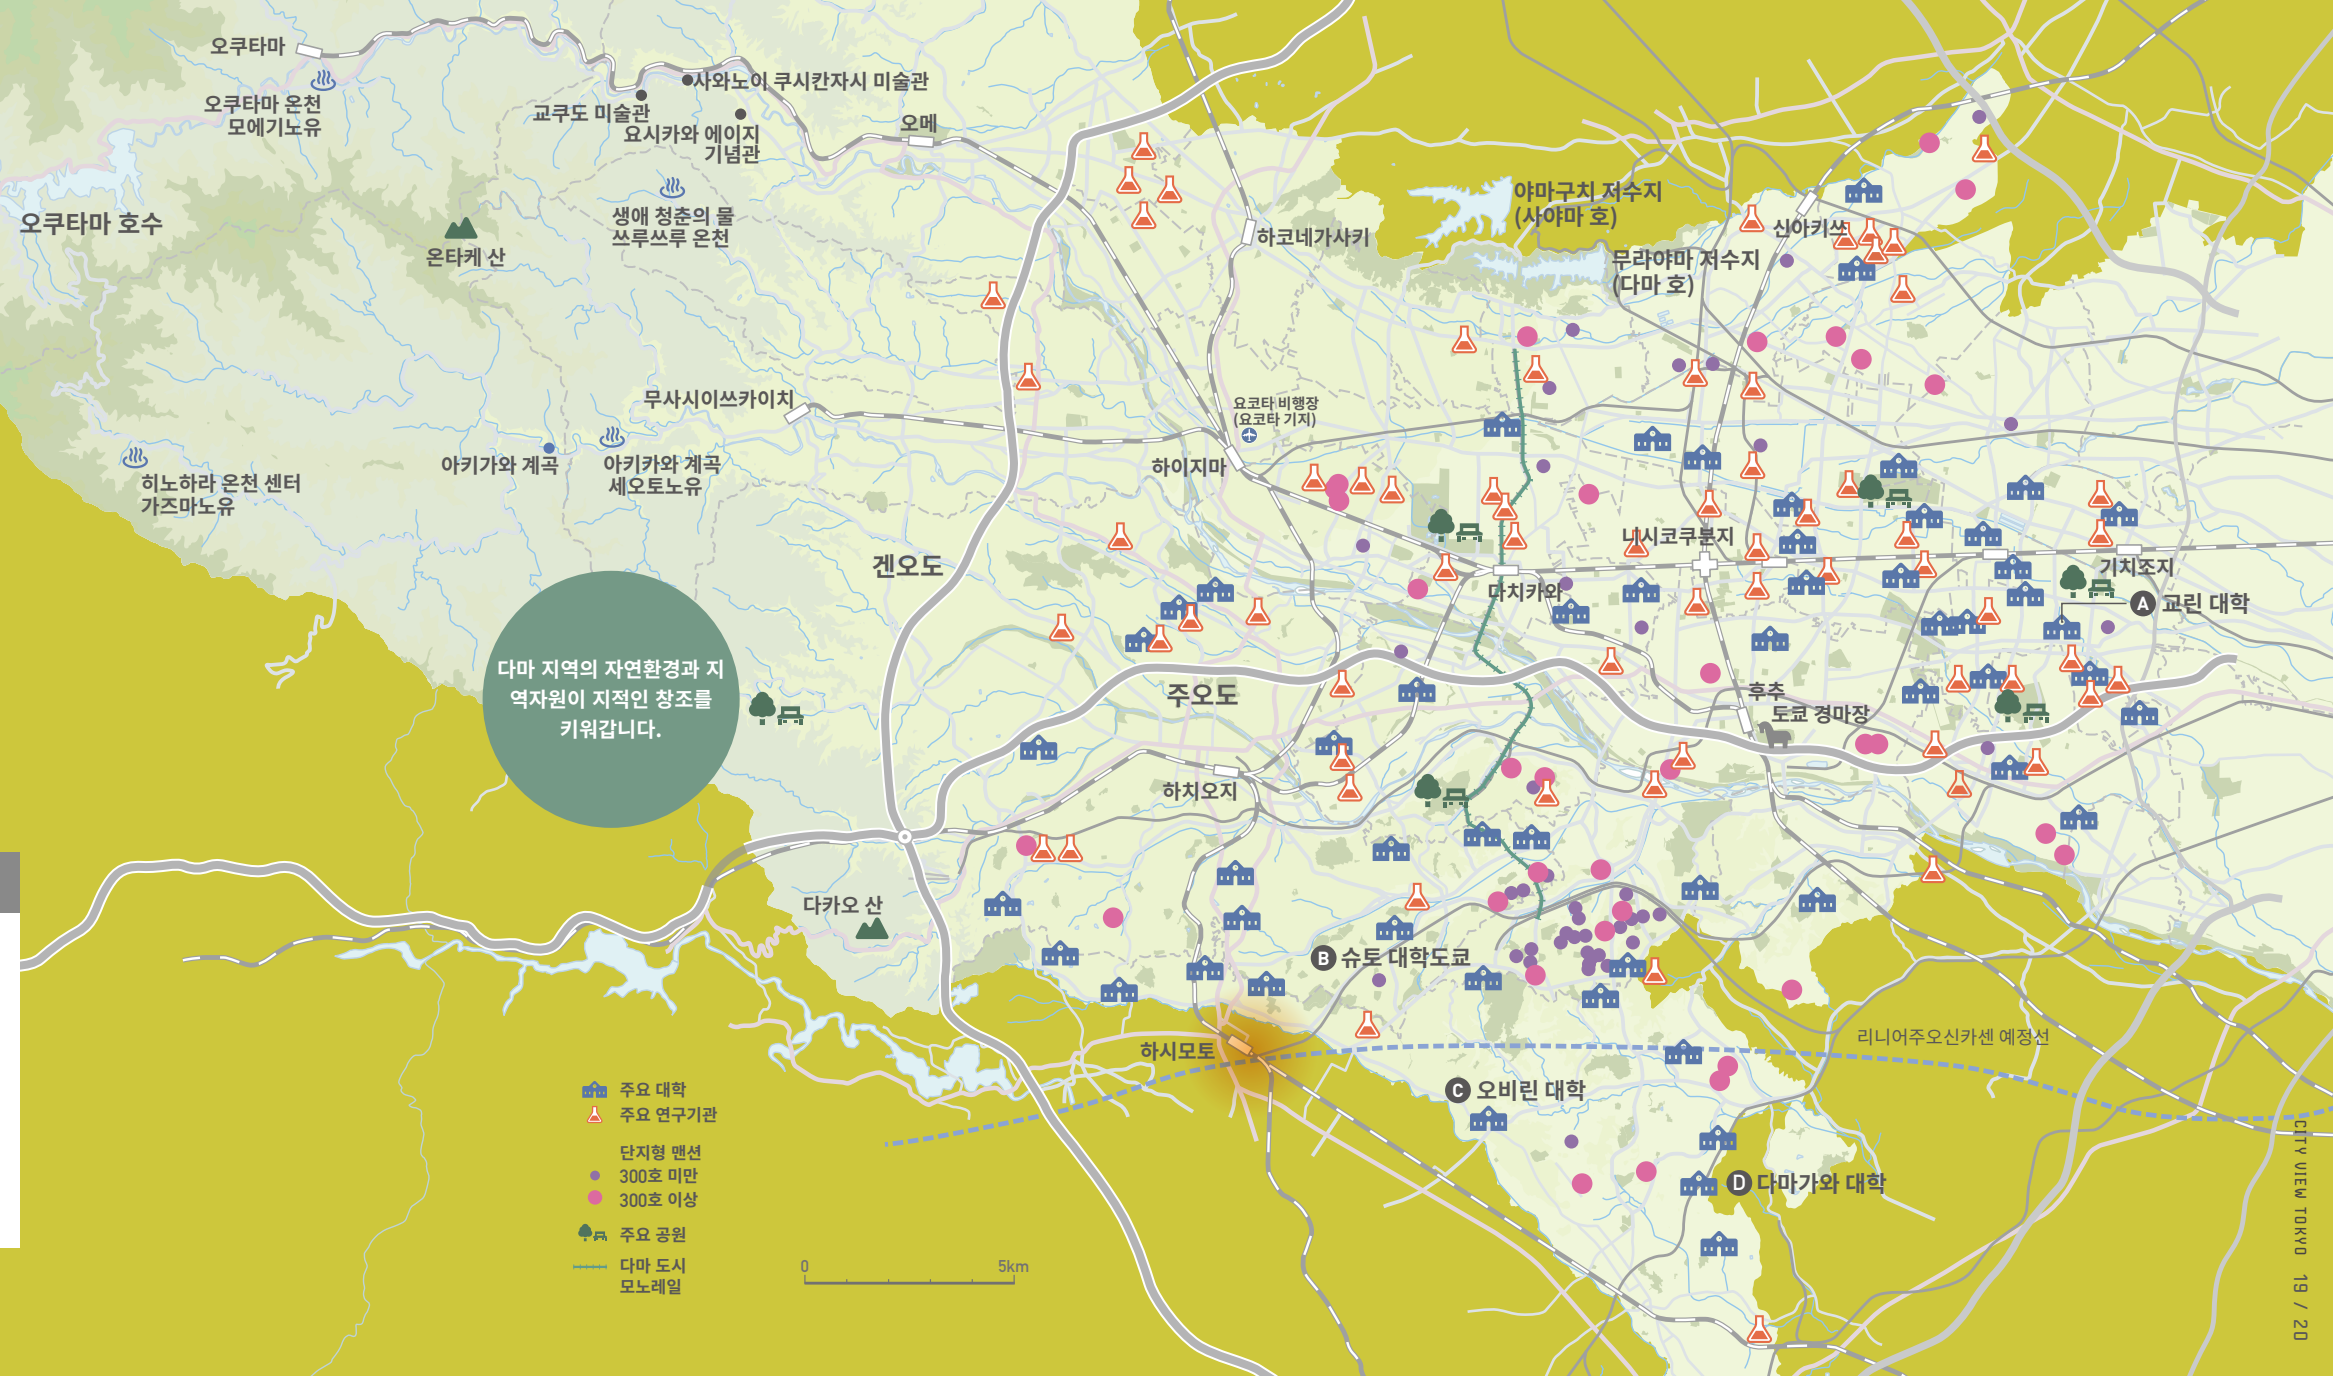 오쿠타마
오쿠타마 온천
모에기노유
사와노이 쿠시칸자시 미술관
교쿠도 미술관
요시카와 에이지
기념관
오메
오쿠타마 호수
온타케 산
생애 청춘의 물
쓰루쓰루 온천
하코네가사키
야마구치 저수지
(사야마 호)
무라야마 저수지
(다마 호)
신아키쓰
무사시이쓰카이치
요코타 비행장
(요코타 기지)
아키가와 계곡
아키카와 계곡
세오토노유
하이지마
히노하라 온천 센터
가즈마노유
겐오도
니시코쿠분지
다치카와
기치조지
A 교린 대학
다마 지역의 자연환경과 지
역자원이 지적인 창조를
키워갑니다.
주오도
후추
도쿄 경마장
하치오지
다카오 산
B 슈토 대학도쿄
하시모토
리니어주오신카센 예정선
C 오비린 대학
D 다마가와 대학
주요 대학
주요 연구기관
단지형 맨션
300호 미만
300호 이상
주요 공원
다마 도시
모노레일
0 5km
CITY VIEW TOKYO 19 / 20